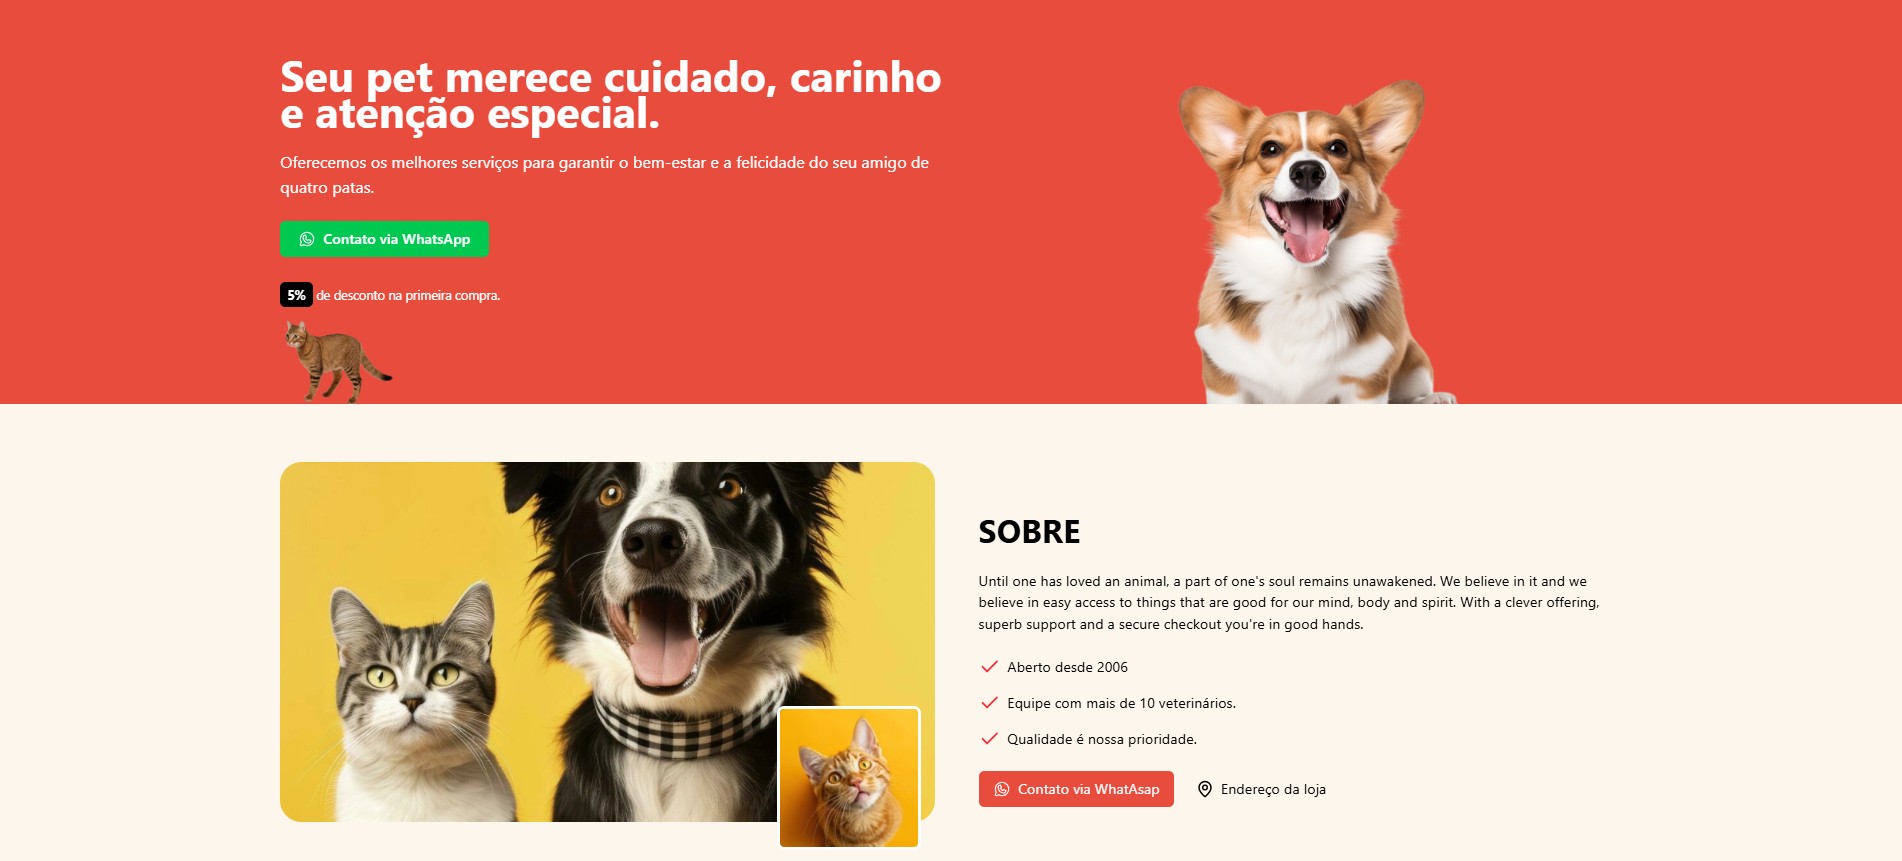 Seu pet merece cuidado, carinho
e atenção especial.
Oferecemos os melhores serviços para garantir o bem-estar e a felicidade do seu amigo de
quatro patas.
Contato via WhatsApp
5% de desconto na primeira compra.
SOBRE
Until one has loved an animal, a part of one's soul remains unawakened. We believe in it and we
believe in easy access to things that are good for our mind, body and spirit. With a clever offering,
superb support and a secure checkout you're in good hands.
Aberto desde 2006
Equipe com mais de 10 veterinários.
Qualidade é nossa prioridade.
Contato via WhatAsap
Endereço da loja